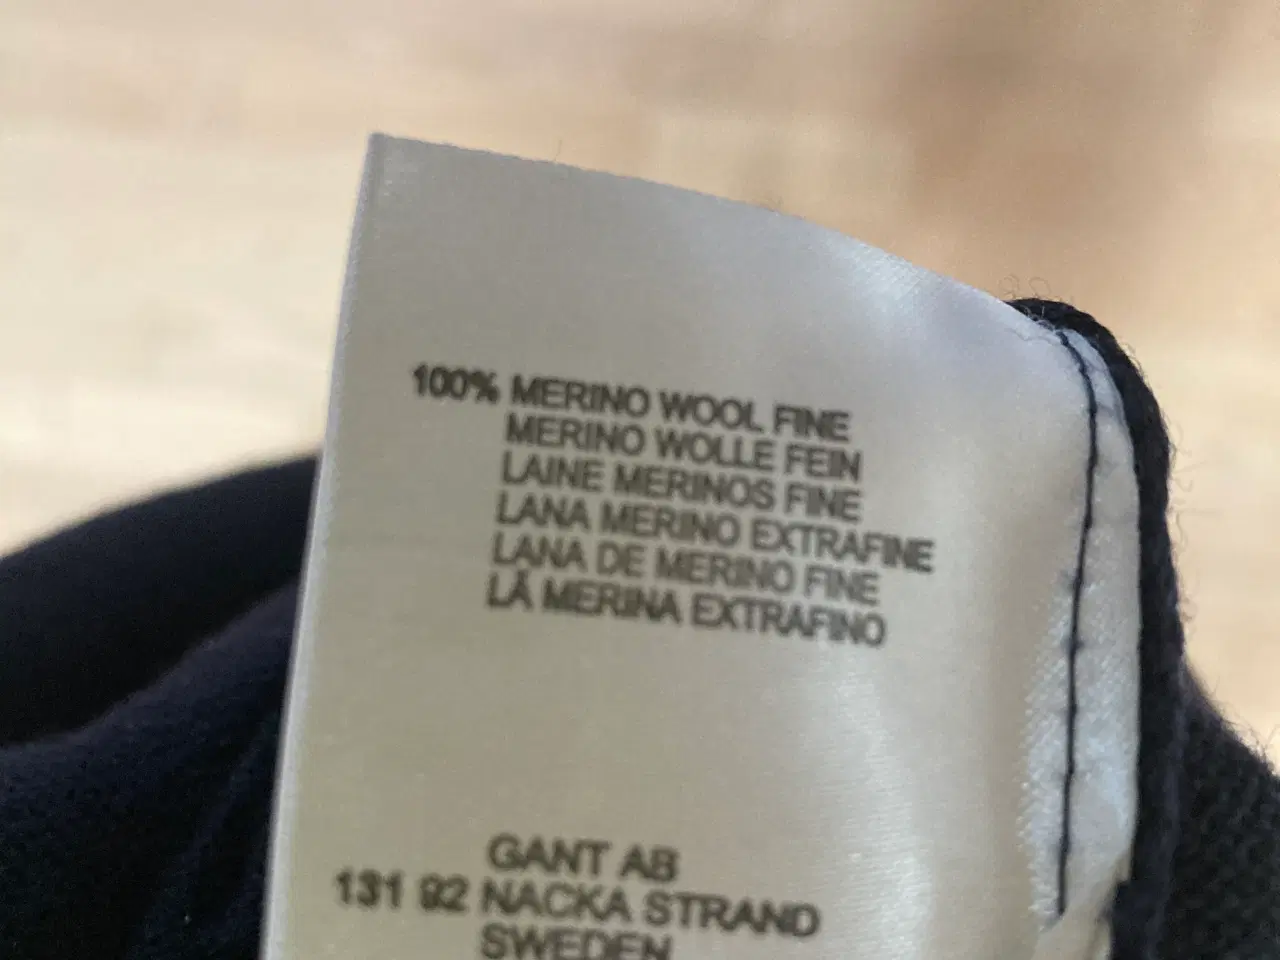 100% MERINO WOOL FINE
MERINO WOLLE FEIN
LAINE MERINOS FINE
LANA MERINO EXTRAFINE
LANA DE MERINO FINE
LÃ MERINA EXTRAFINO
GANT AB
131 92 NACKA STRAND
SWEDEN